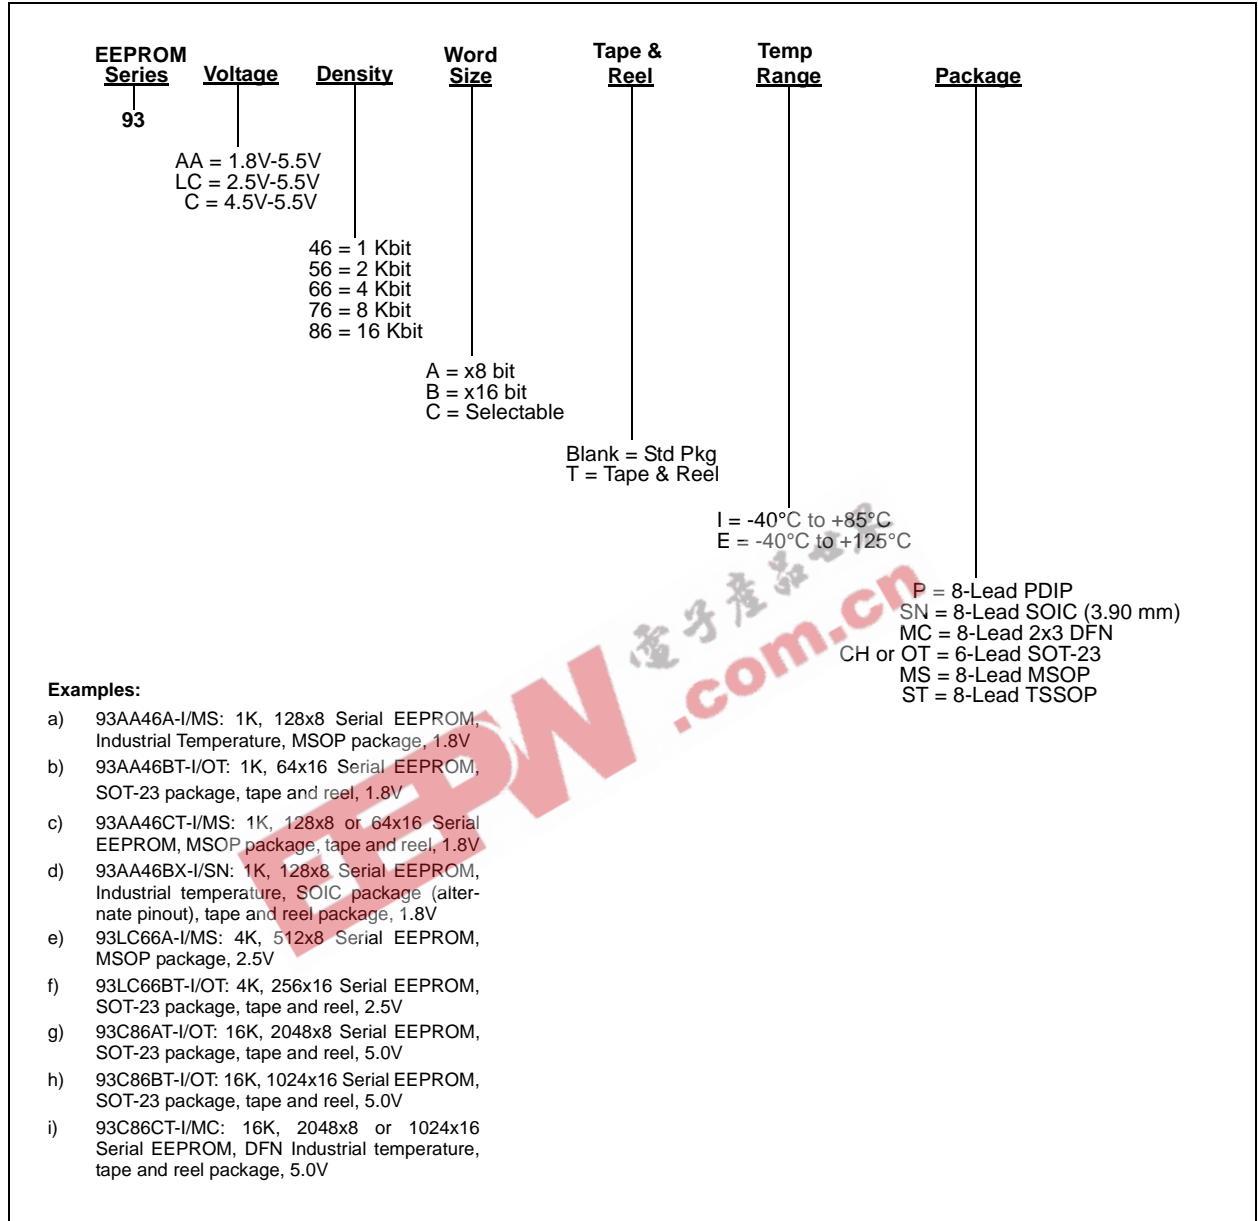 EEPROM
Series
Voltage
Density
Word
Size
Tape &
Reel
Temp
Range
Package
93
AA = 1.8V-5.5V
LC = 2.5V-5.5V
C = 4.5V-5.5V
46 = 1 Kbit
56 = 2 Kbit
66 = 4 Kbit
76 = 8 Kbit
86 = 16 Kbit
A = x8 bit
B = x16 bit
C = Selectable
Blank = Std Pkg
T = Tape & Reel
I = -40°C to +85°C
E = -40°C to +125°C
P = 8-Lead PDIP
SN = 8-Lead SOIC (3.90 mm)
MC = 8-Lead 2x3 DFN
CH or OT = 6-Lead SOT-23
MS = 8-Lead MSOP
ST = 8-Lead TSSOP
Examples:
a) 93AA46A-I/MS: 1K, 128x8 Serial EEPROM,
Industrial Temperature, MSOP package, 1.8V
b) 93AA46BT-I/OT: 1K, 64x16 Serial EEPROM,
SOT-23 package, tape and reel, 1.8V
c) 93AA46CT-I/MS: 1K, 128x8 or 64x16 Serial
EEPROM, MSOP package, tape and reel, 1.8V
d) 93AA46BX-I/SN: 1K, 128x8 Serial EEPROM,
Industrial temperature, SOIC package (alter-
nate pinout), tape and reel package, 1.8V
e) 93LC66A-I/MS: 4K, 512x8 Serial EEPROM,
MSOP package, 2.5V
f) 93LC66BT-I/OT: 4K, 256x16 Serial EEPROM,
SOT-23 package, tape and reel, 2.5V
g) 93C86AT-I/OT: 16K, 2048x8 Serial EEPROM,
SOT-23 package, tape and reel, 5.0V
h) 93C86BT-I/OT: 16K, 1024x16 Serial EEPROM,
SOT-23 package, tape and reel, 5.0V
i) 93C86CT-I/MC: 16K, 2048x8 or 1024x16
Serial EEPROM, DFN Industrial temperature,
tape and reel package, 5.0V
EEPW
電子產品世界
.com.cn